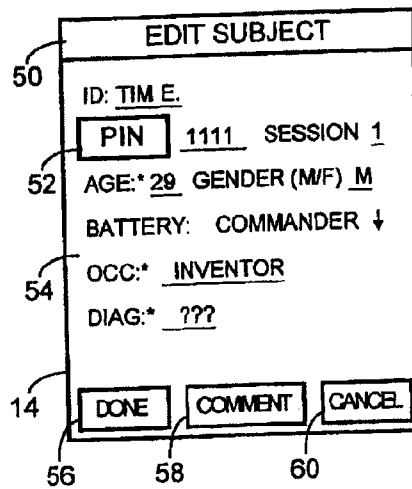 EDIT SUBJECT
50
ID: TIM E.
PIN 1111 SESSION 1
52
AGE:* 29 GENDER (M/F) M
BATTERY: COMMANDER ↓
54
OCC:* INVENTOR
DIAG:* ???
14
DONE COMMENT CANCEL
56 58 60